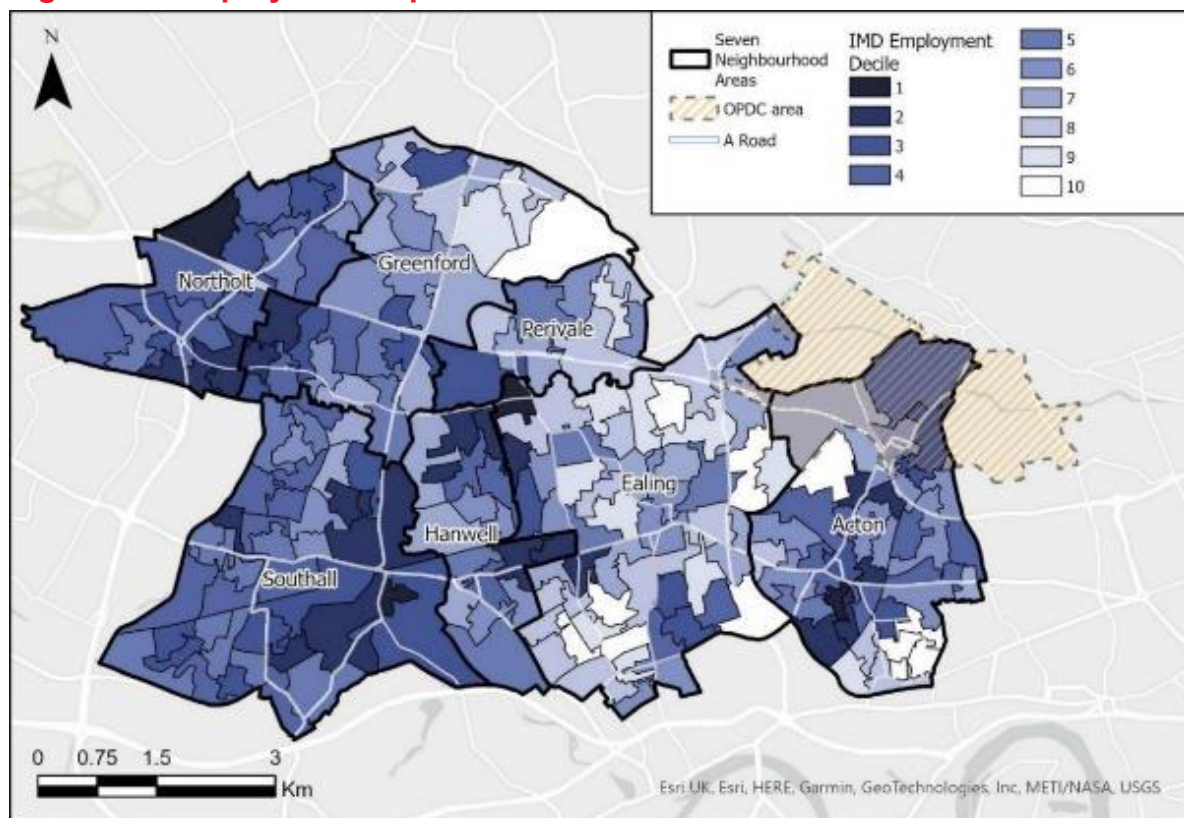 N
Seven
Neighbourhood
Areas
OPDC area
A Road
IMD Employment
Decile
1
2
3
4
5
6
7
8
9
10
Northolt
Greenford
Perivale
Ealing
Hanwell
Acton
Southall
0 0.75 1.5 3
Km
Esri UK, Esri, HERE, Garmin, GeoTechnologies, Inc, METI/NASA, USGS